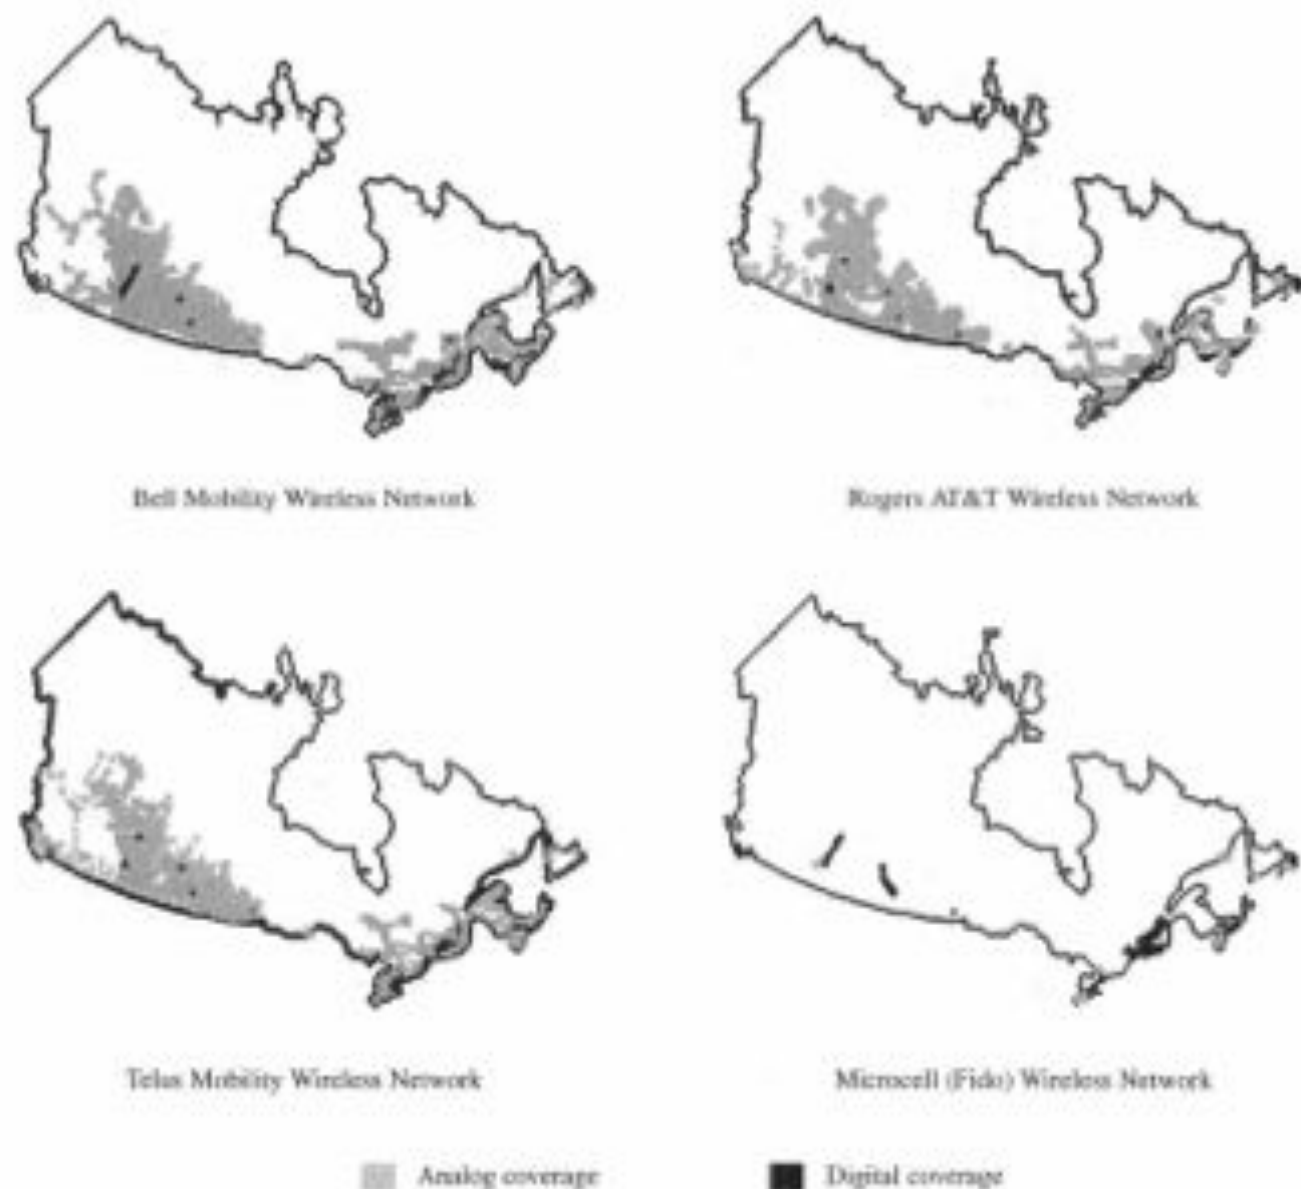 Bell Mobility Wireless Network
Rogers AT&T Wireless Network
Telus Mobility Wireless Network
Microcell (Fido) Wireless Network
Analog coverage
Digital coverage